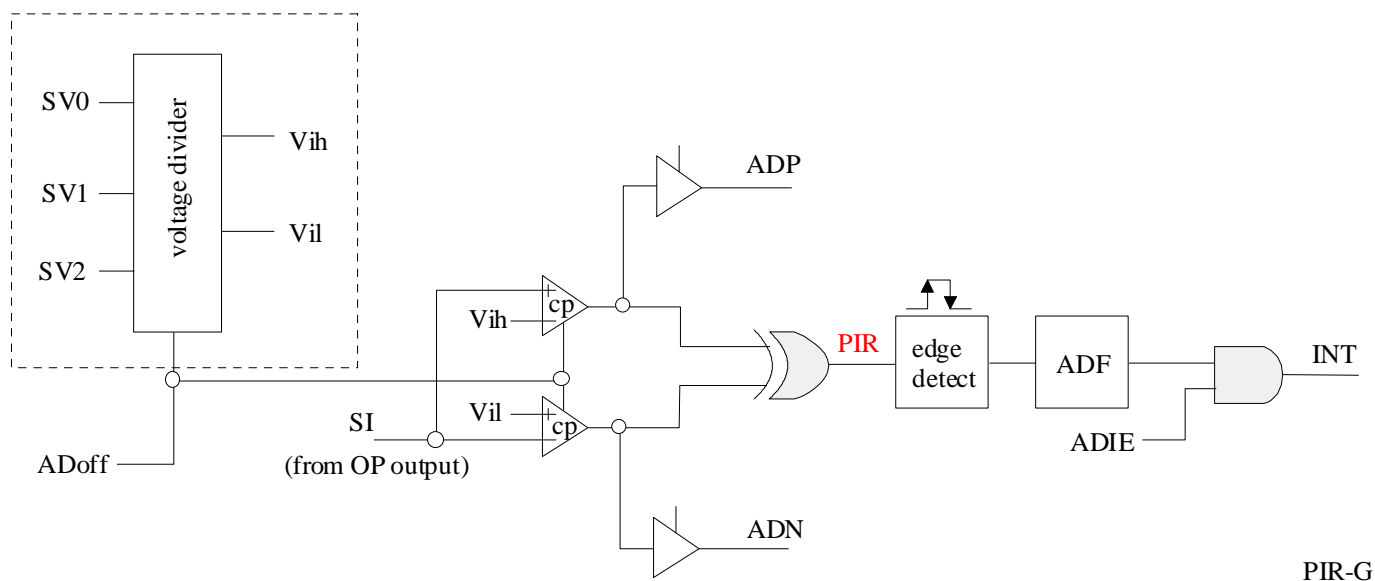 SV0
SV1
SV2
voltage divider
Vih
Vil
ADoff
SI
(from OP output)
Vih
+
cp
-
Vil
+
cp
-
ADP
ADN
PIR
edge
detect
ADF
ADIE
INT
PIR-G